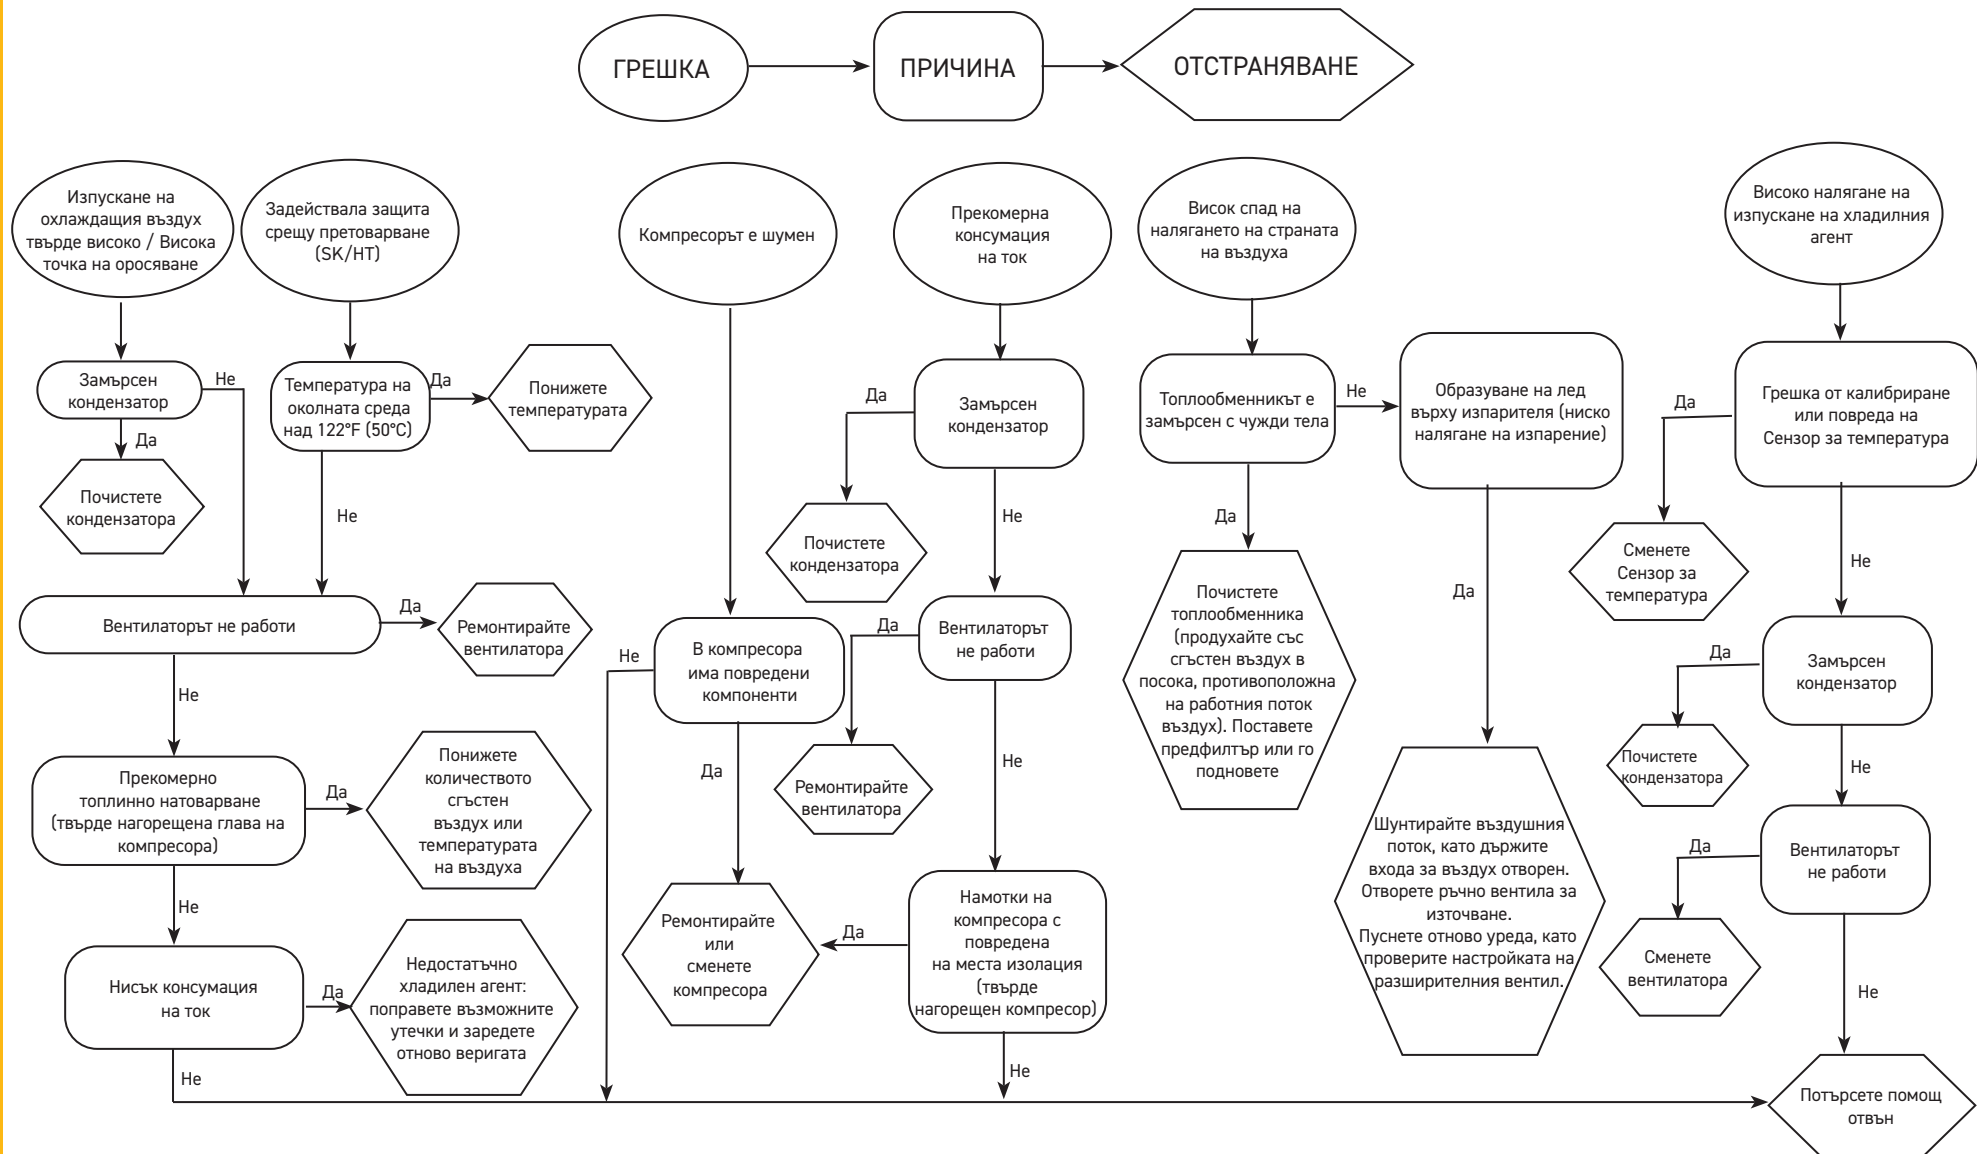 ГРЕШКА
ПРИЧИНА
ОТСТРАНЯВАНЕ
Изпускане на
охлаждащия въздух
твърде високо / Висока
точка на оросяване
Задействала защита
срещу претоварване
(SK/HT)
Компресорът е шумен
Прекомерна
консумация
на ток
Висок спад на
налягането на страната
на въздуха
Високо налягане на
изпускане на хладилния
агент
Замърсен
кондензатор
Не
Да
Почистете
кондензатора
Температура на
околната среда
над 122°F (50°C)
Да
Понижете
температурата
Не
Вентилаторът не работи
Да
Ремонтирайте
вентилатора
Не
Прекомерно
топлинно натоварване
(твърде нагорещена глава на
компресора)
Да
Понижете
количеството
сгъстен
въздух или
температурата
на въздуха
Не
Нисък консумация
на ток
Да
Недостатъчно
хладилен агент:
поправете възможните
утечки и заредете
отново веригата
Не
В компресора
има повредени
компоненти
Не
Да
Ремонтирайте
или
сменете
компресора
Замърсен
кондензатор
Да
Почистете
кондензатора
Не
Вентилаторът
не работи
Да
Ремонтирайте
вентилатора
Не
Намотки на
компресора с
повредена
на места изолация
(твърде
нагорещен компресор)
Да
Не
Топлообменникът е
замърсен с чужди тела
Не
Да
Почистете
топлообменника
(продухайте със
сгъстен въздух в
посока, противоположна
на работния поток
въздух). Поставете
предфилтър или го
подновете
Образуване на лед
върху изпарителя (ниско
налягане на изпарение)
Да
Шунтирайте въздушния
поток, като държите
входа за въздух отворен.
Отворете ръчно вентила за
източване.
Пуснете отново уреда, като
проверите настройката на
разширителния вентил.
Грешка от калибриране
или повреда на
Сензор за температура
Да
Сменете
Сензор за
температура
Не
Замърсен
кондензатор
Да
Почистете
кондензатора
Не
Вентилаторът
не работи
Да
Сменете
вентилатора
Не
Потърсете помощ
отвън